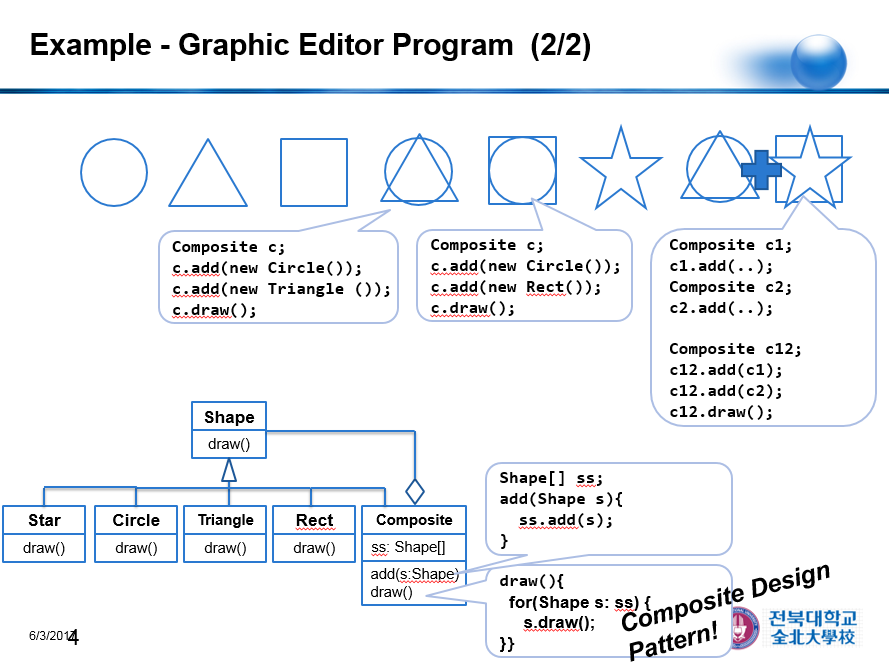 Example - Graphic Editor Program (2/2)
Composite c;
c.add(new Circle());
c.add(new Triangle ());
c.draw();
Composite c;
c.add(new Circle());
c.add(new Rect());
c.draw();
Composite c1;
c1.add(..);
Composite c2;
c2.add(..);
Composite c12;
c12.add(c1);
c12.add(c2);
c12.draw();
Shape
draw()
Star
draw()
Circle
draw()
Triangle
draw()
Rect
draw()
Composite
ss: Shape[]
add(s:Shape)
draw()
Shape[] ss;
add(Shape s){
ss.add(s);
}
draw(){
for(Shape s: ss) {
s.draw();
}}
Composite Design
Pattern!
전북대학교
全北大學校
4